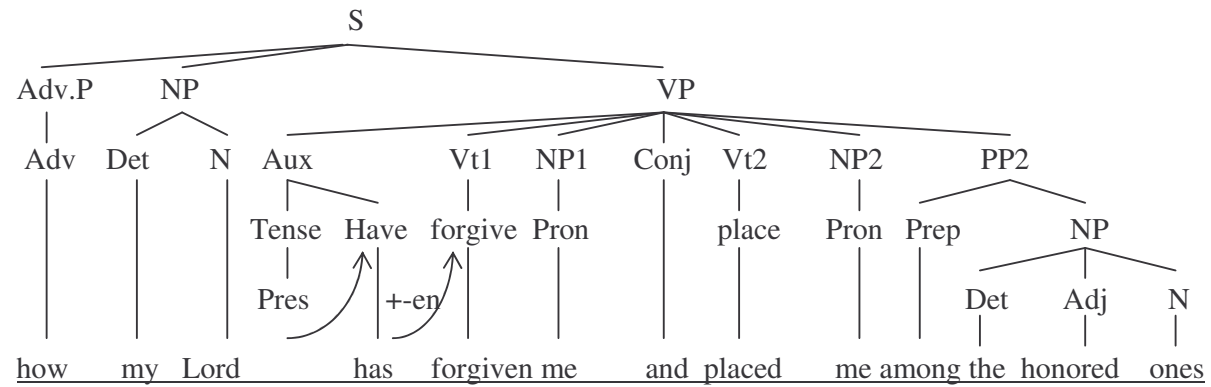 S
Adv.P NP VP
Adv Det N Aux Vt1 NP1 Conj Vt2 NP2 PP2
Tense Have forgive Pron place Pron Prep NP
Pres +-en Det Adj N
how my Lord has forgiven me and placed me among the honored ones